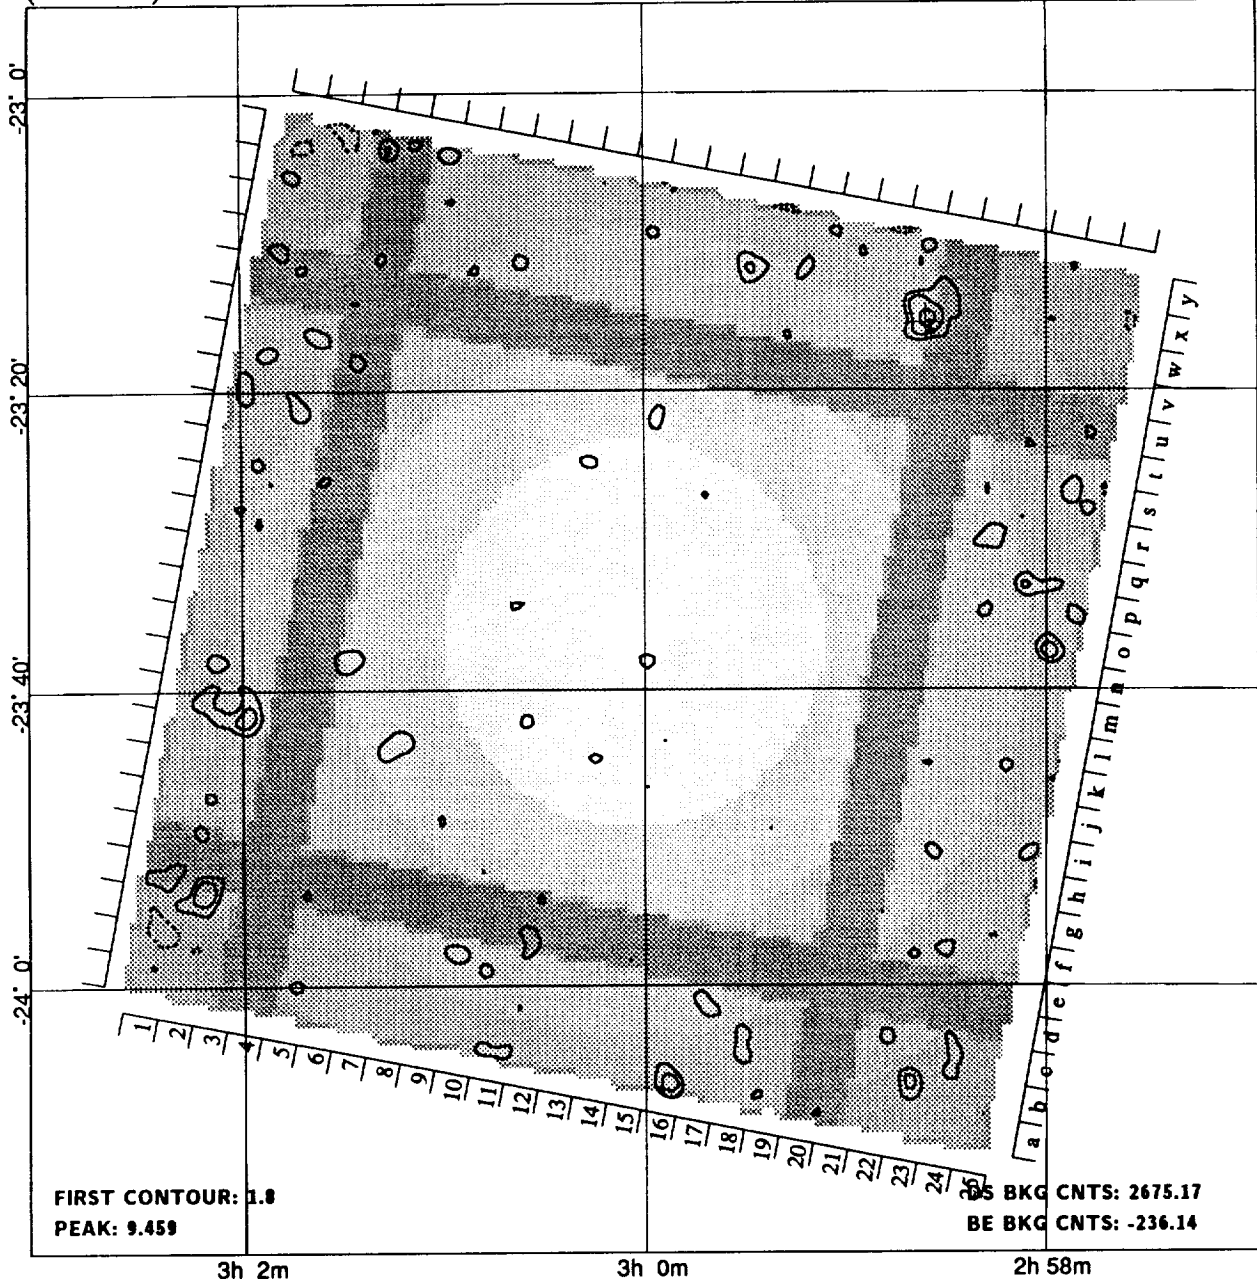 -23° 0'
-23° 20'
-23° 40'
-24° 0'
y
x
w
v
u
t
s
r
q
p
o
n
m
l
k
j
i
h
g
f
e
d
c
b
a
1 2 3 4 5 6 7 8 9 10 11 12 13 14 15 16 17 18 19 20 21 22 23 24 25
FIRST CONTOUR: 1.8
PEAK: 9.459
DS BKG CNTS: 2675.17
BE BKG CNTS: -236.14
3h 2m 3h 0m 2h 58m